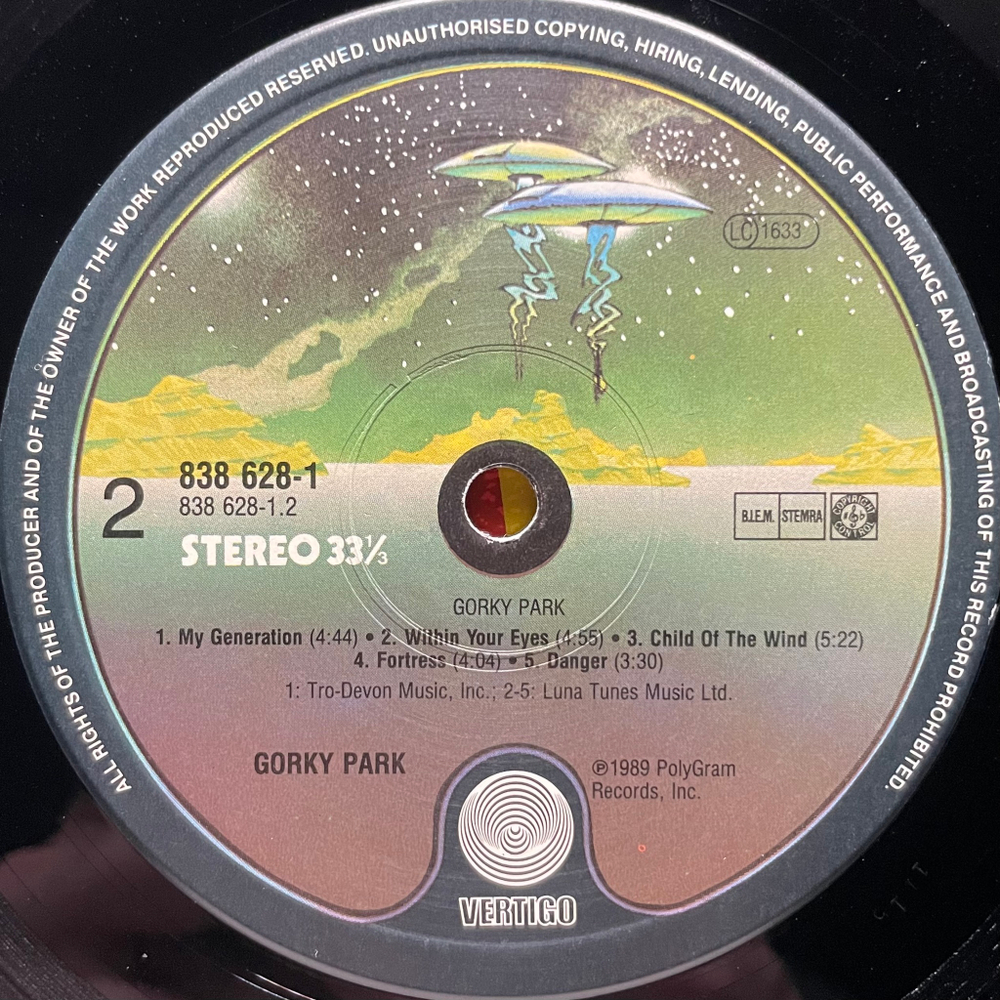 ALL RIGHTS OF THE PRODUCER AND OF THE OWNER OF THE WORK REPRODUCED RESERVED. UNAUTHORISED COPYING, HIRING, LENDING, PUBLIC PERFORMANCE AND BROADCASTING OF THIS RECORD PROHIBITED.
LC 1633
2
838 628-1
838 628-1.2
STEREO 33⅓
B.I.E.M. STEMRA
COPYRIGHT CONTROL
GORKY PARK
1. My Generation (4:44) • 2. Within Your Eyes (4:55) • 3. Child Of The Wind (5:22)
4. Fortress (4:04) • 5. Danger (3:30)
1: Tro-Devon Music, Inc.; 2-5: Luna Tunes Music Ltd.
GORKY PARK
℗1989 PolyGram
Records, Inc.
VERTIGO